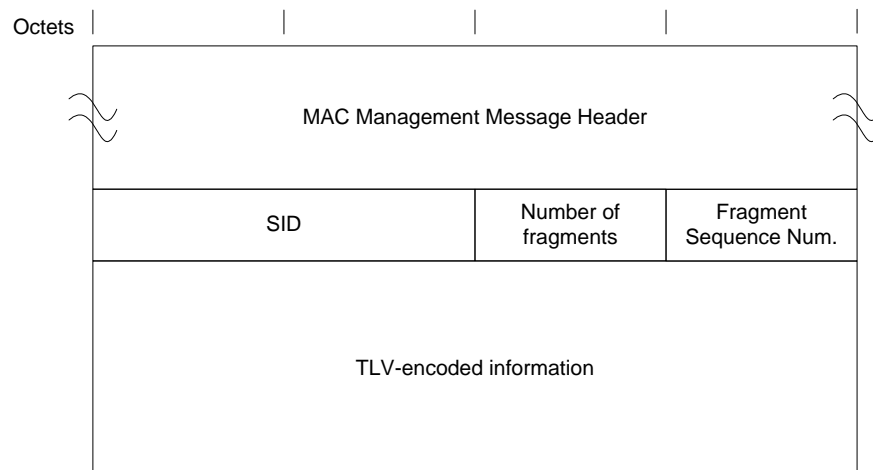 Octets
MAC Management Message Header
SID
Number of
fragments
Fragment
Sequence Num.
TLV-encoded information